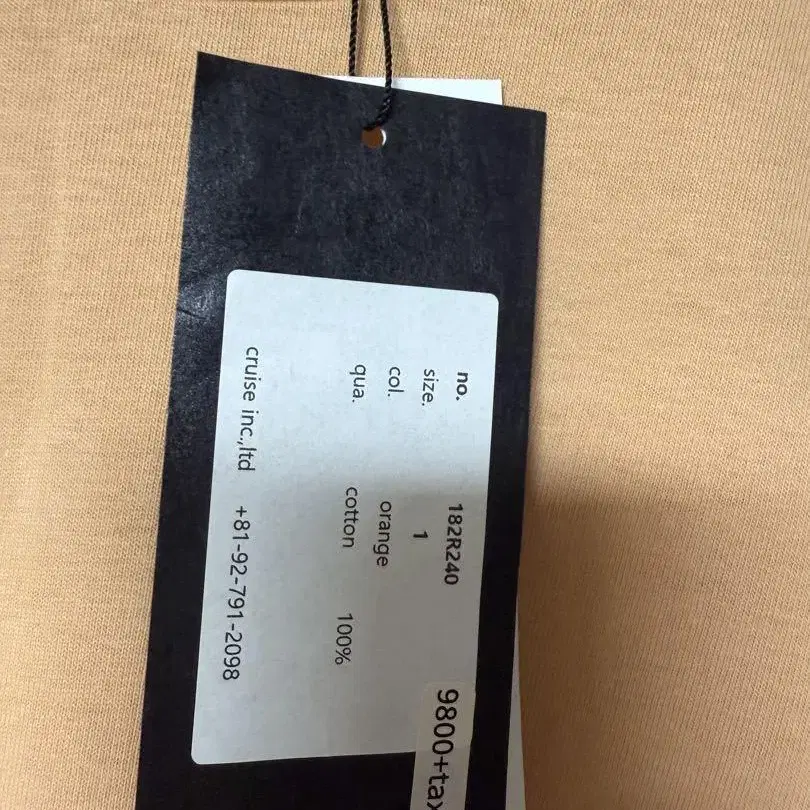 no. 182R240
size. 1
col. orange
qua. cotton 100%
cruise inc.,ltd +81-92-791-2098
9800+tax